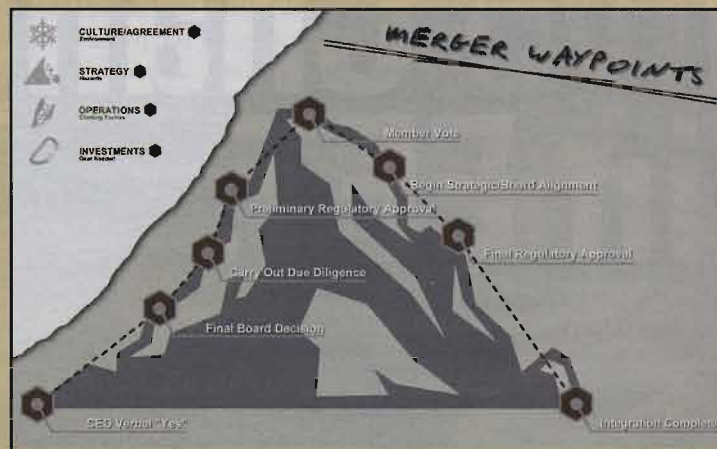 CULTURE/AGREEMENT
Environment
STRATEGY
Hazards
OPERATIONS
Climbing Factors
INVESTMENTS
Gear Needed
MERGER WAYPOINTS
Member Vote
Begin Strategic/Board Alignment
Preliminary Regulatory Approval
Final Regulatory Approval
Carry Out Due Diligence
Final Board Decision
CEO Verbal "Yes"
Integration Complete